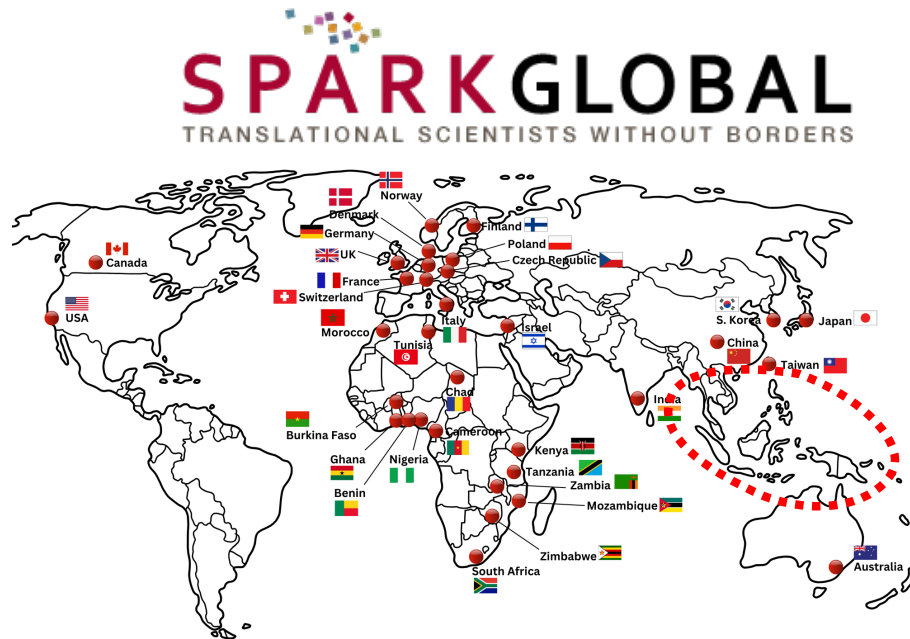 SPARKGLOBAL
TRANSLATIONAL SCIENTISTS WITHOUT BORDERS
Norway
Denmark
Finland
Germany
Poland
UK
Czech Republic
Canada
France
Switzerland
USA
Italy
Israel
S. Korea
Japan
Morocco
Tunisia
China
Taiwan
Chad
India
Burkina Faso
Cameroon
Ghana
Nigeria
Kenya
Tanzania
Benin
Zambia
Mozambique
Zimbabwe
South Africa
Australia